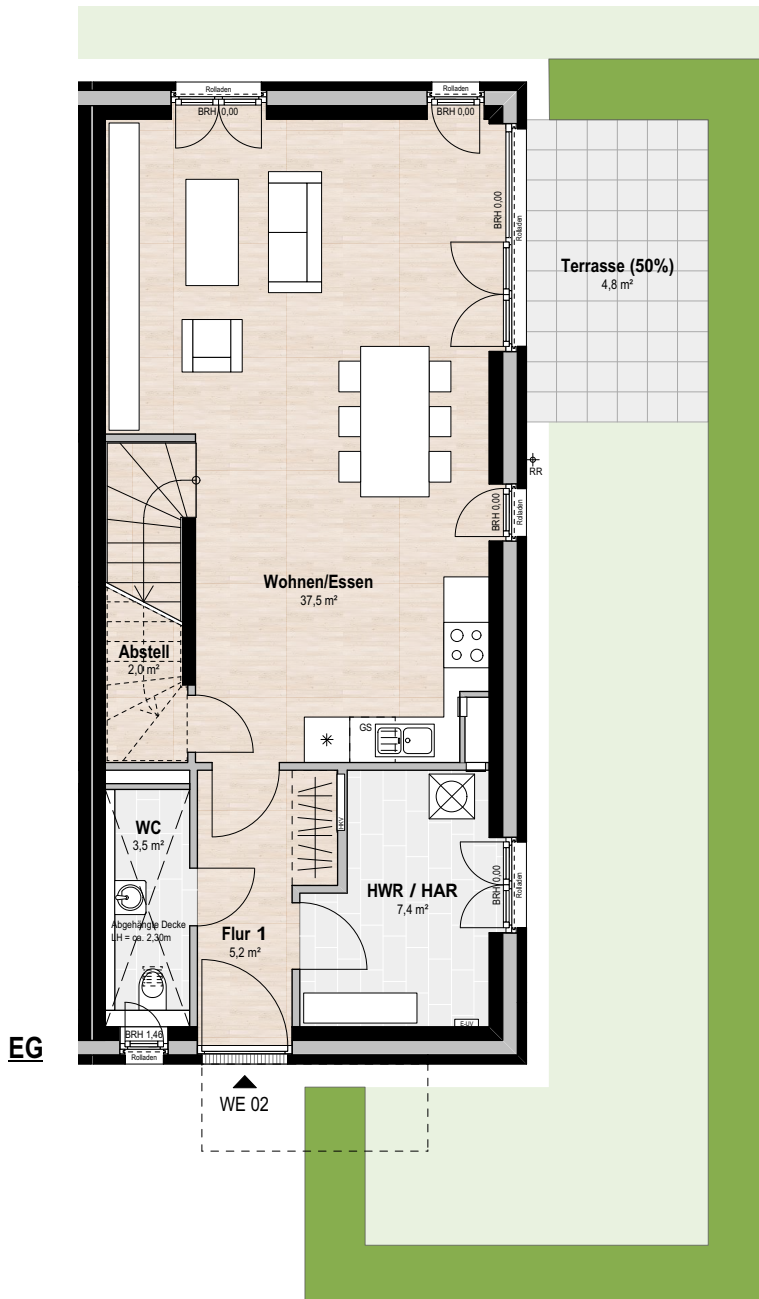 Rolladen
Rolladen
BRH 0,00
BRH 0,00
BRH 0,00
Rolladen
Terrasse (50%)
4,8 m²
RR
BRH 0,00
Rolladen
Wohnen/Essen
37,5 m²
Abstell
2,0 m²
GS
WC
3,5 m²
HKV
HWR / HAR
7,4 m²
BRH 0,00
Rolladen
Abgehängte Decke
LH = ca. 2,30m
Flur 1
5,2 m²
E-UV
EG
BRH 1,46
Rolladen
WE 02